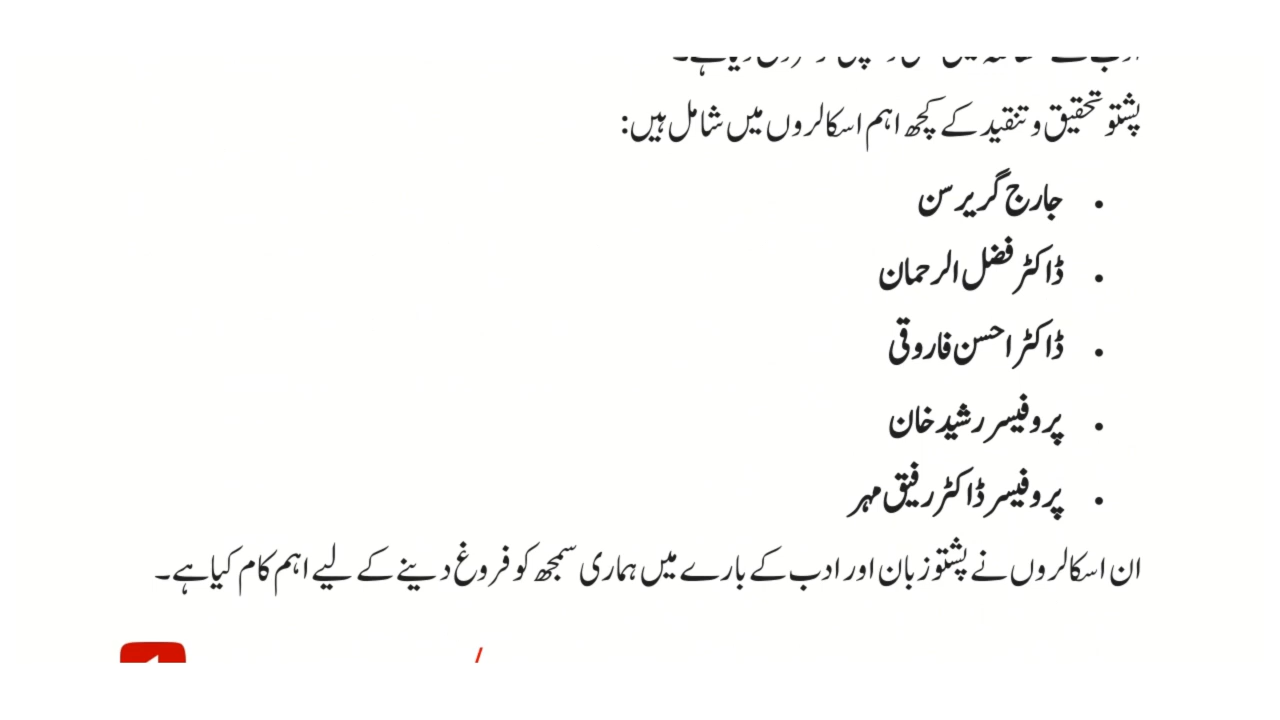 پشتو تحقیق و تنقید کے کچھ اہم اسکالروں میں شامل ہیں:
• جارج گریرسن
• ڈاکٹر فضل الرحمان
• ڈاکٹر احسن فاروقی
• پروفیسر رشید خان
• پروفیسر ڈاکٹر رفیق مہر
ان اسکالروں نے پشتو زبان اور ادب کے بارے میں ہماری سمجھ کو فروغ دینے کے لیے اہم کام کیا ہے۔